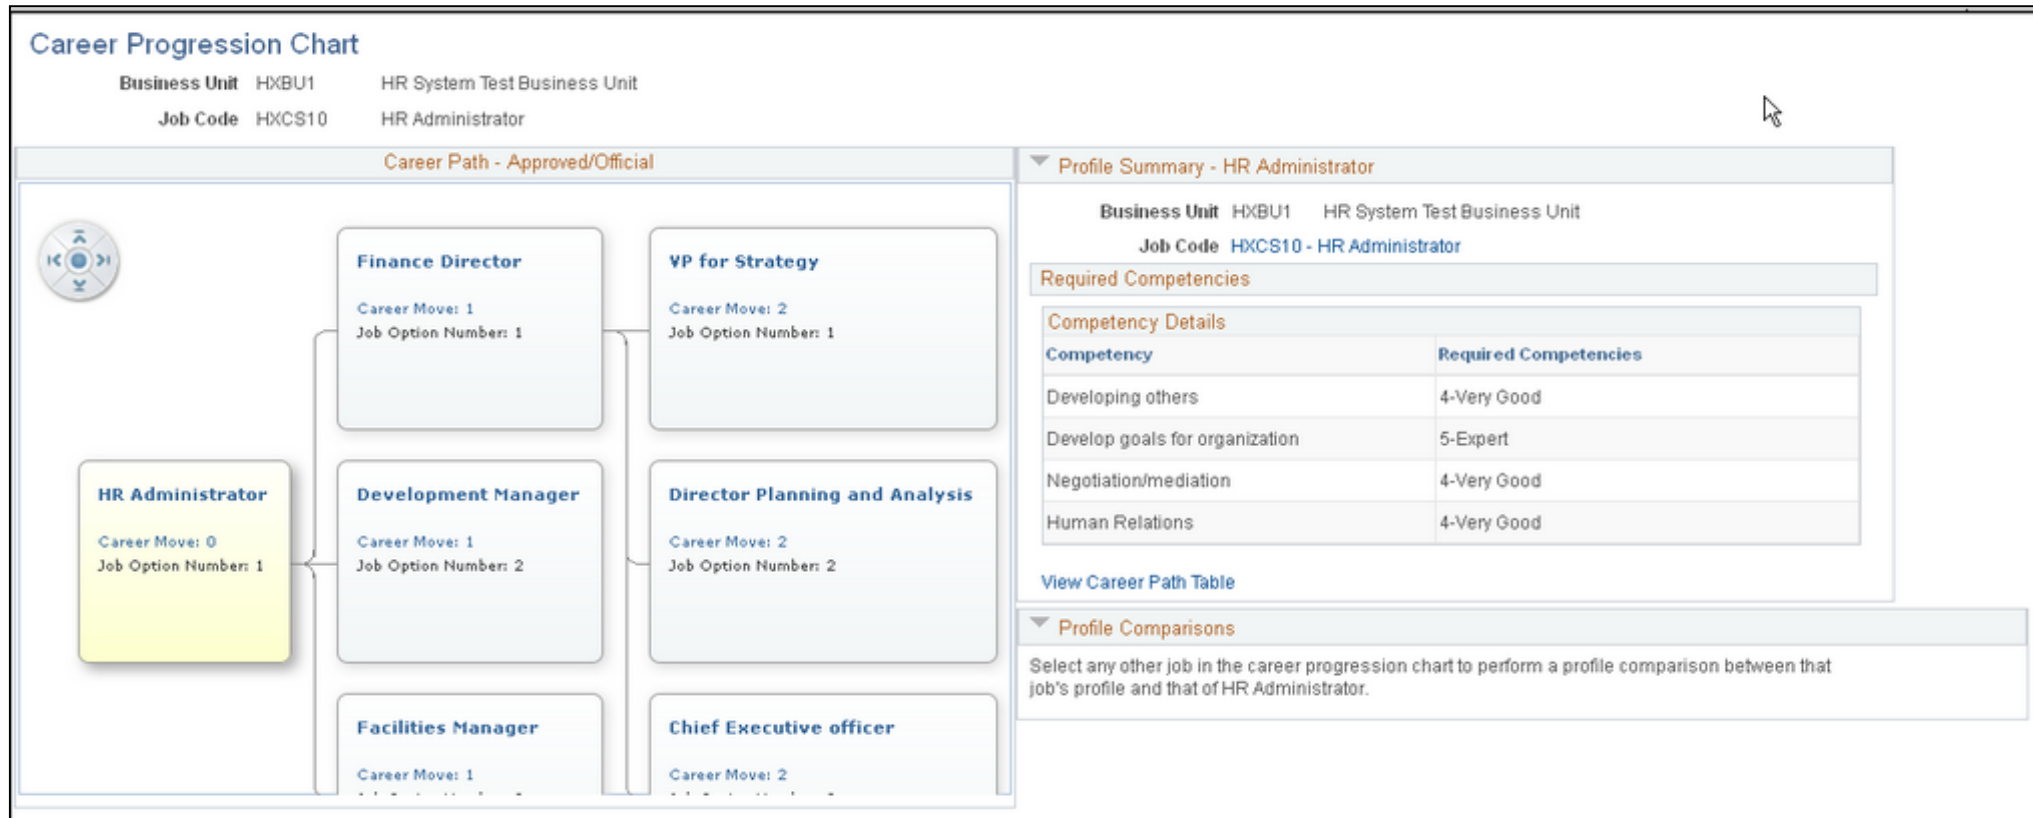 Career Progression Chart
Business Unit HXBU1 HR System Test Business Unit
Job Code HXCS10 HR Administrator
Career Path - Approved/Official
Finance Director
Career Move: 1
Job Option Number: 1
VP for Strategy
Career Move: 2
Job Option Number: 1
HR Administrator
Career Move: 0
Job Option Number: 1
Development Manager
Career Move: 1
Job Option Number: 2
Director Planning and Analysis
Career Move: 2
Job Option Number: 2
Facilities Manager
Career Move: 1
Chief Executive officer
Career Move: 2
Profile Summary - HR Administrator
Business Unit HXBU1 HR System Test Business Unit
Job Code HXCS10 - HR Administrator
Required Competencies
Competency Details
Competency Required Competencies
Developing others 4-Very Good
Develop goals for organization 5-Expert
Negotiation/mediation 4-Very Good
Human Relations 4-Very Good
View Career Path Table
Profile Comparisons
Select any other job in the career progression chart to perform a profile comparison between that
job's profile and that of HR Administrator.